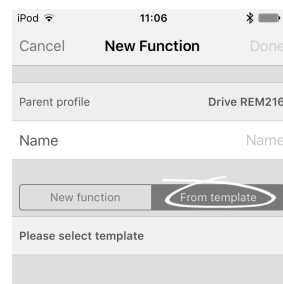 iPod 11:06
Cancel New Function Done
Parent profile Drive REM216
Name Name
New function From template
Please select template